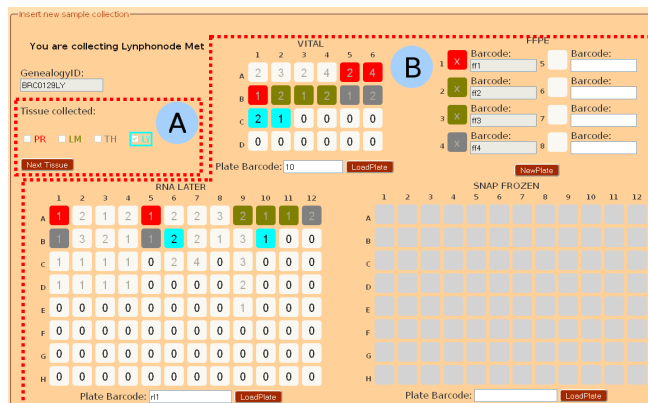 Insert new sample collection
You are collecting Lynphonode Met
GenealogyID:
BRC0128LY
Tissue collected:
A
PR LM TH LY
Next Tissue
VITAL
1 2 3 4 5 6
A 2 3 2 4 2 4
B 1 2 1 2 1 2
C 2 1 0 0 0 0
D 0 0 0 0 0 0
Plate Barcode: 10 LoadPlate
B
FFPE
Barcode: Barcode:
1 X ff1 5
Barcode: Barcode:
2 X ff2 6
Barcode: Barcode:
3 X ff3 7
Barcode: Barcode:
4 X ff4 8
NewPlate
RNA LATER
1 2 3 4 5 6 7 8 9 10 11 12
A 1 2 1 2 1 2 2 3 2 1 1 2
B 1 3 2 1 1 2 2 1 3 1 0 0
C 1 1 1 1 0 2 4 0 3 0 0 0
D 1 1 1 1 0 0 0 0 2 0 0 0
E 0 0 0 0 0 0 0 0 1 0 0 0
F 0 0 0 0 0 0 0 0 0 0 0 0
G 0 0 0 0 0 0 0 0 0 0 0 0
H 0 0 0 0 0 0 0 0 0 0 0 0
Plate Barcode: rl1 LoadPlate
SNAP FROZEN
1 2 3 4 5 6 7 8 9 10 11 12
A
B
C
D
E
F
G
H
Plate Barcode: LoadPlate